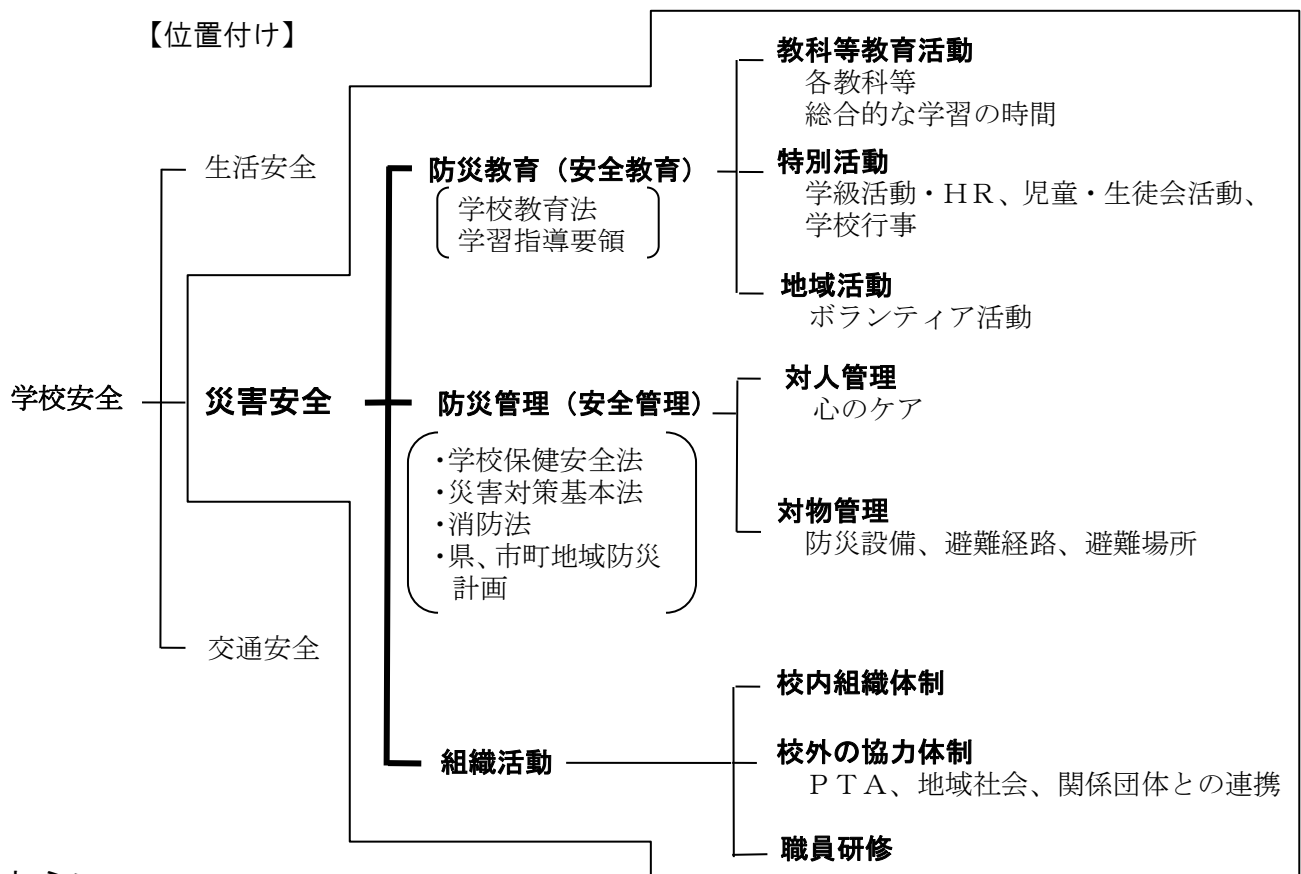 【位置付け】
学校安全
生活安全
災害安全
交通安全
防災教育（安全教育）
学校教育法
学習指導要領
教科等教育活動
各教科等
総合的な学習の時間
特別活動
学級活動・ＨＲ、児童・生徒会活動、
学校行事
地域活動
ボランティア活動
防災管理（安全管理）
・学校保健安全法
・災害対策基本法
・消防法
・県、市町地域防災
計画
対人管理
心のケア
対物管理
防災設備、避難経路、避難場所
組織活動
校内組織体制
校外の協力体制
ＰＴＡ、地域社会、関係団体との連携
職員研修